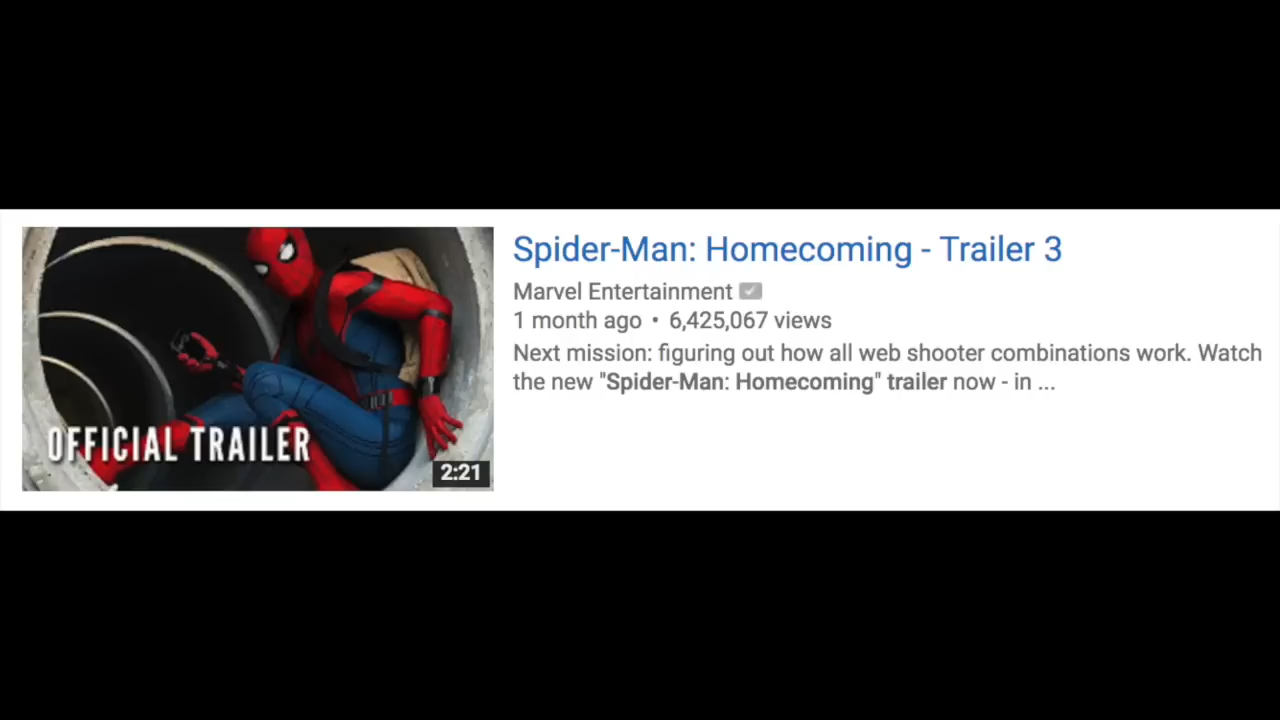 OFFICIAL TRAILER
2:21
Spider-Man: Homecoming - Trailer 3
Marvel Entertainment
1 month ago • 6,425,067 views
Next mission: figuring out how all web shooter combinations work. Watch
the new "Spider-Man: Homecoming" trailer now - in ...